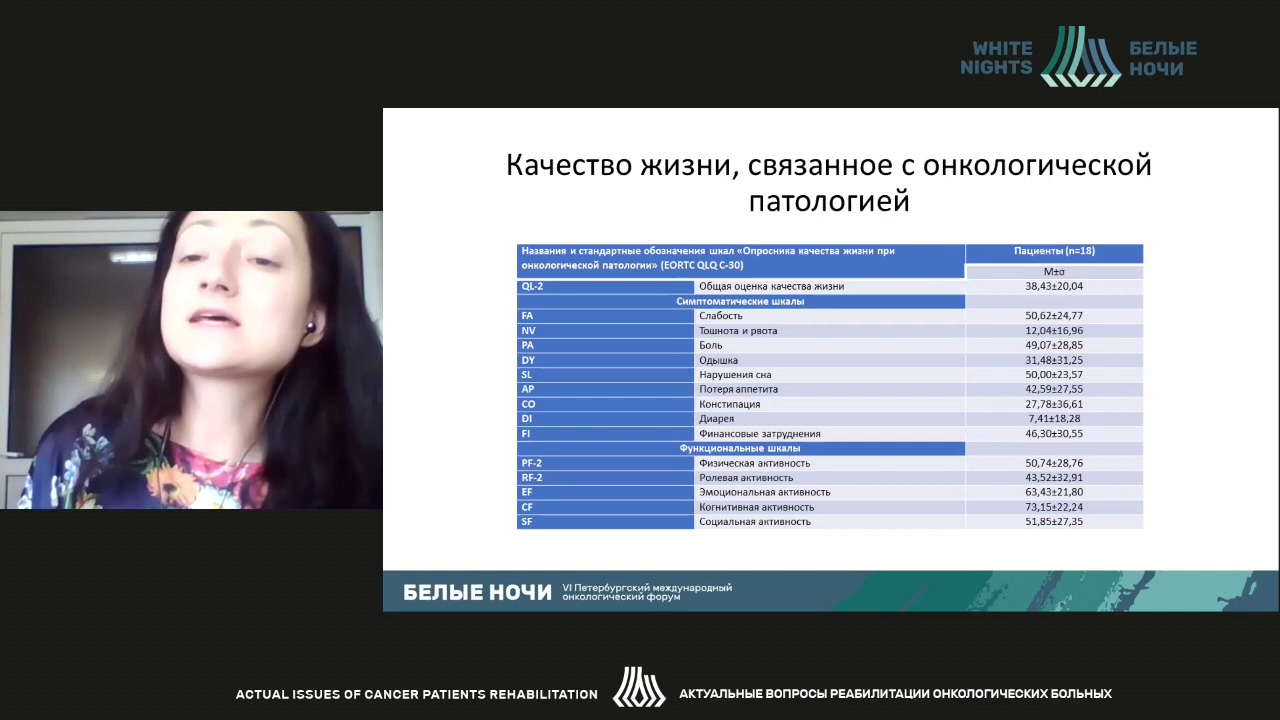 WHITE
NIGHTS
БЕЛЫЕ
НОЧИ
Качество жизни, связанное с онкологической
патологией
Названия и стандартные обозначения шкал «Опросника качества жизни при
онкологической патологии» (EORTC QLQ C-30)
Пациенты (n=18)
M±σ
QL-2 Общая оценка качества жизни 38,43±20,04
Симптоматические шкалы
FA Слабость 50,62±24,77
NV Тошнота и рвота 12,04±16,96
PA Боль 49,07±28,85
DY Одышка 31,48±31,25
SL Нарушения сна 50,00±23,57
AP Потеря аппетита 42,59±27,55
CO Констипация 27,78±36,61
DI Диарея 7,41±18,28
FI Финансовые затруднения 46,30±30,55
Функциональные шкалы
PF-2 Физическая активность 50,74±28,76
RF-2 Ролевая активность 43,52±32,91
EF Эмоциональная активность 63,43±21,80
CF Когнитивная активность 73,15±22,24
SF Социальная активность 51,85±27,35
БЕЛЫЕ НОЧИ
VI Петербургский международный
онкологический форум
ACTUAL ISSUES OF CANCER PATIENTS REHABILITATION
АКТУАЛЬНЫЕ ВОПРОСЫ РЕАБИЛИТАЦИИ ОНКОЛОГИЧЕСКИХ БОЛЬНЫХ